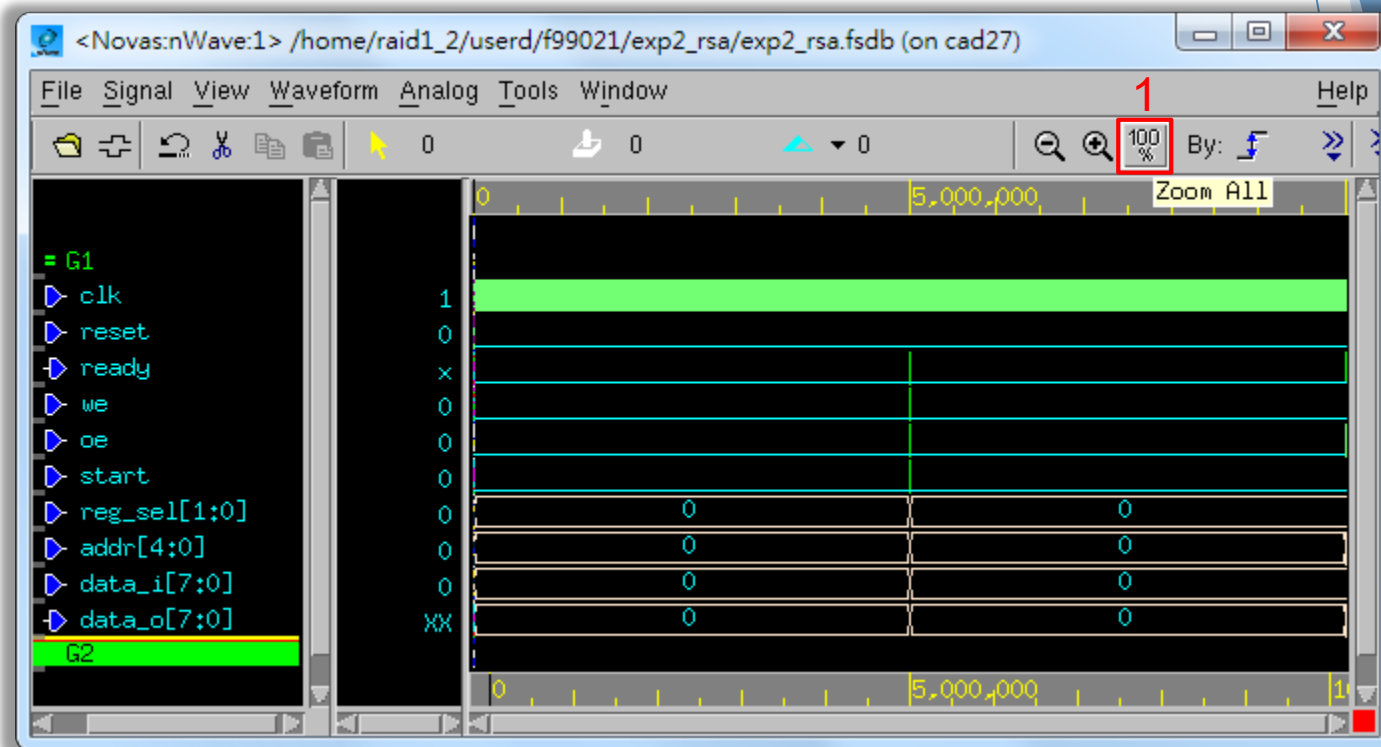 <Novas:nWave:1> /home/raid1_2/userd/f99021/exp2_rsa/exp2_rsa.fsdb (on cad27)
File Signal View Waveform Analog Tools Window Help
1
0 0 0 100 % By:
Zoom All
0 5,000,000
= G1
clk 1
reset 0
ready x
we 0
oe 0
start 0
reg_sel[1:0] 0 0 0
addr[4:0] 0 0 0
data_i[7:0] 0 0 0
data_o[7:0] XX 0 0
G2
0 5,000,000